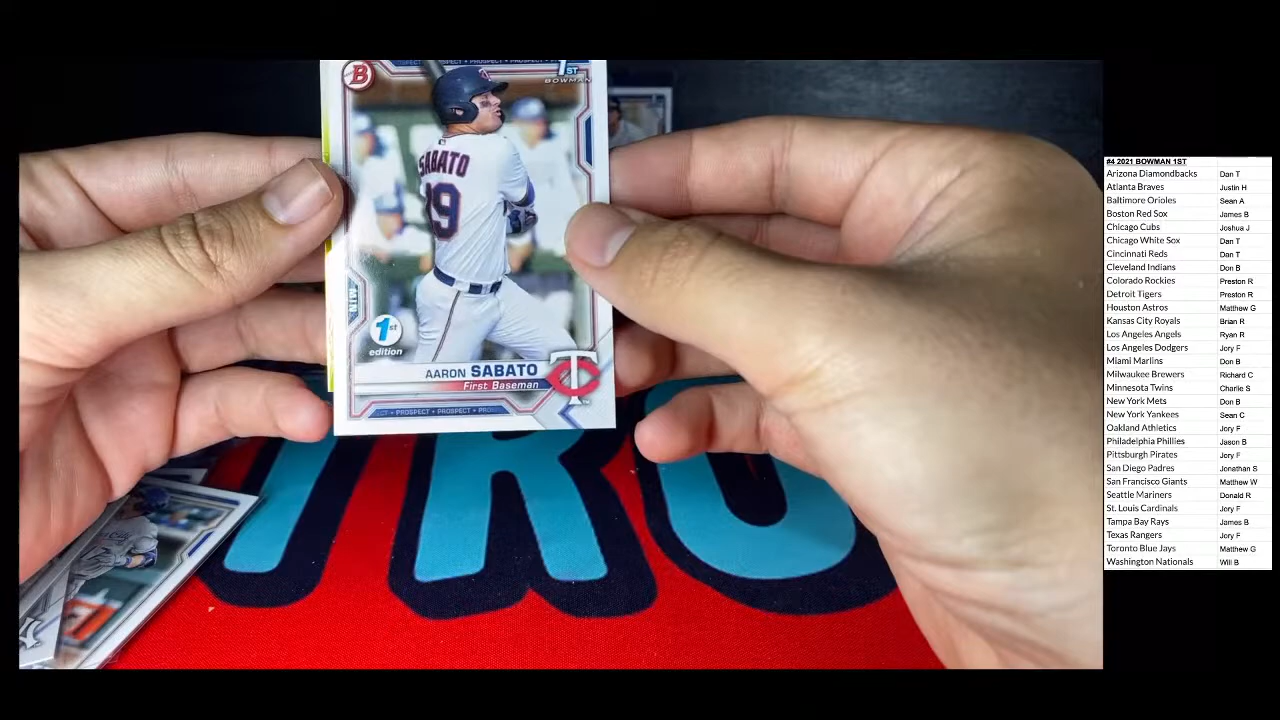 PROSPECT • PROSPECT • PROSPECT
B
1ST
BOWMAN
SABATO
19
MIN
1st
edition
AARON SABATO
First Baseman
TC
• PROSPECT • PROSPECT • PRO
TRO
#4 2021 BOWMAN 1ST
Arizona Diamondbacks Dan T
Atlanta Braves Justin H
Baltimore Orioles Sean A
Boston Red Sox James B
Chicago Cubs Joshua J
Chicago White Sox Dan T
Cincinnati Reds Dan T
Cleveland Indians Don B
Colorado Rockies Preston R
Detroit Tigers Preston R
Houston Astros Matthew G
Kansas City Royals Brian R
Los Angeles Angels Ryan R
Los Angeles Dodgers Jory F
Miami Marlins Don B
Milwaukee Brewers Richard C
Minnesota Twins Charlie S
New York Mets Don B
New York Yankees Sean C
Oakland Athletics Jory F
Philadelphia Phillies Jason B
Pittsburgh Pirates Jory F
San Diego Padres Jonathan S
San Francisco Giants Matthew W
Seattle Mariners Donald R
St. Louis Cardinals Jory F
Tampa Bay Rays James B
Texas Rangers Jory F
Toronto Blue Jays Matthew G
Washington Nationals Will B